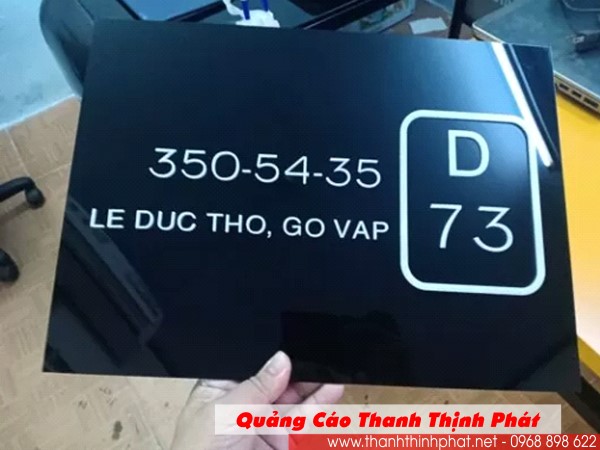 350-54-35
LE DUC THO, GO VAP
D
73
Quảng Cáo Thanh Thịnh Phát
www.thanhthinhphat.net - 0968 898 622